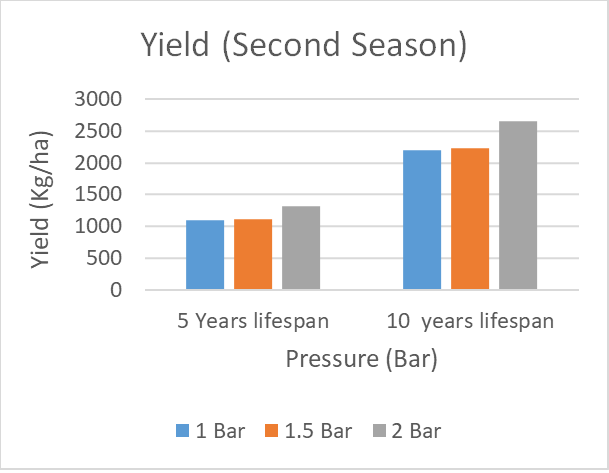 Yield (Second Season)
3000
2500
2000
1500
1000
500
0
Yield (Kg/ha)
5 Years lifespan
10  years lifespan
Pressure (Bar)
1 Bar
1.5 Bar
2 Bar